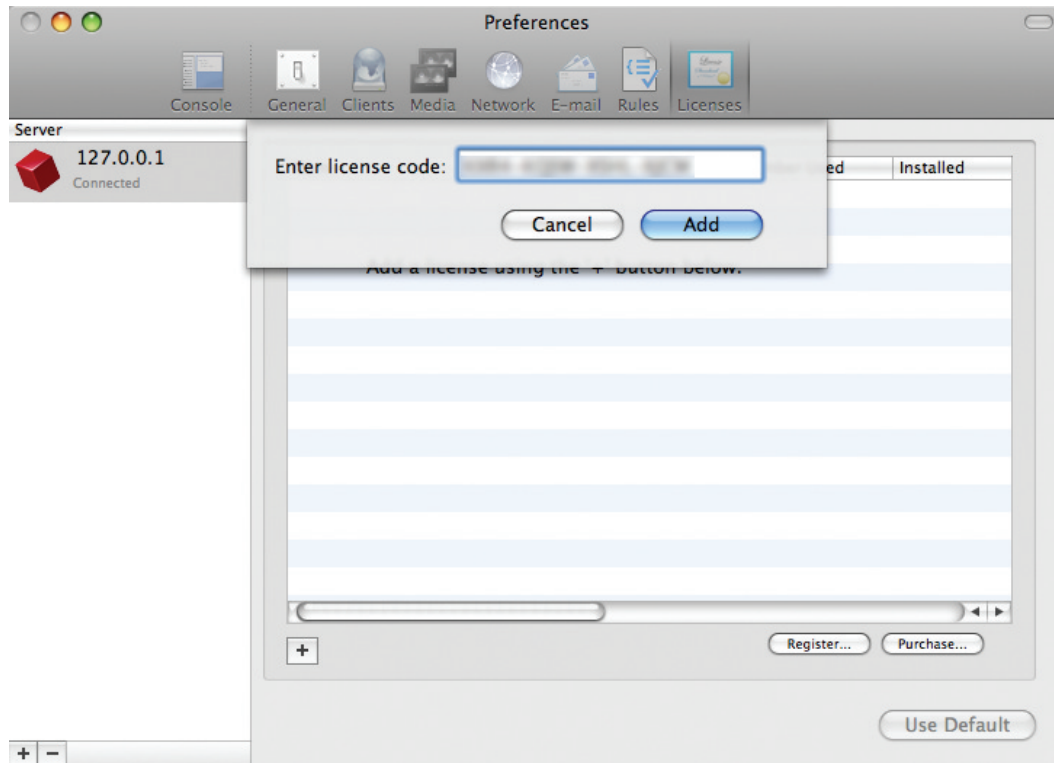 Preferences
Console General Clients Media Network E-mail Rules Licenses
Server
127.0.0.1
Connected
Enter license code:
ed Installed
Cancel Add
Add a license using the '+' button below.
+ Register... Purchase...
Use Default
+ −